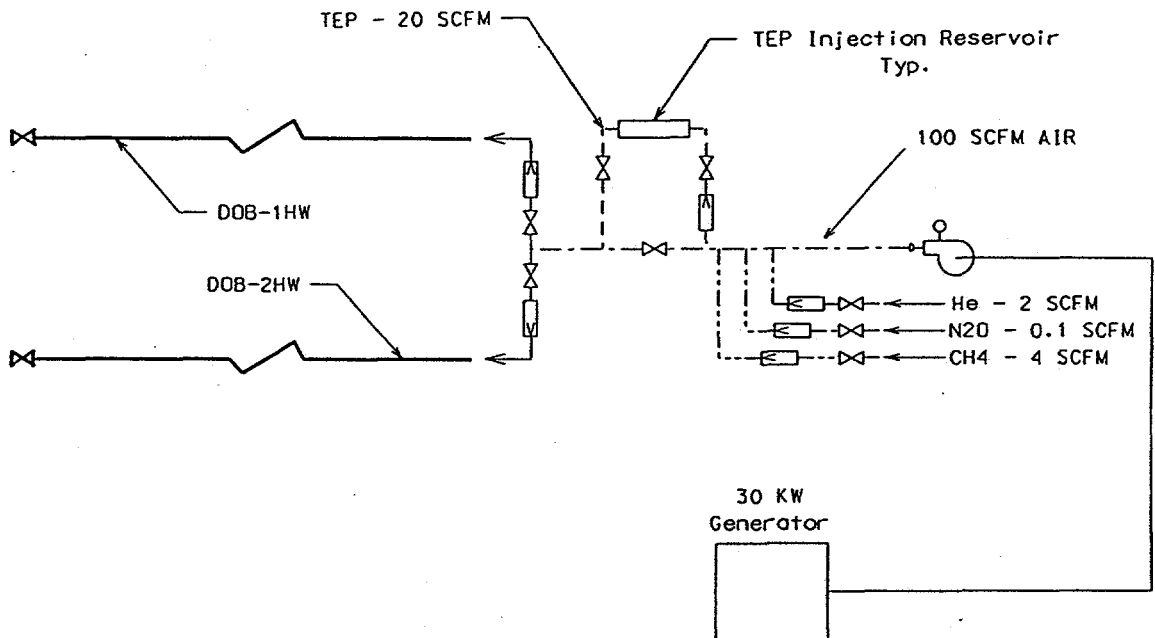 TEP - 20 SCFM
TEP Injection Reservoir
Typ.
100 SCFM AIR
DOB-1HW
DOB-2HW
He - 2 SCFM
N2O - 0.1 SCFM
CH4 - 4 SCFM
30 KW
Generator